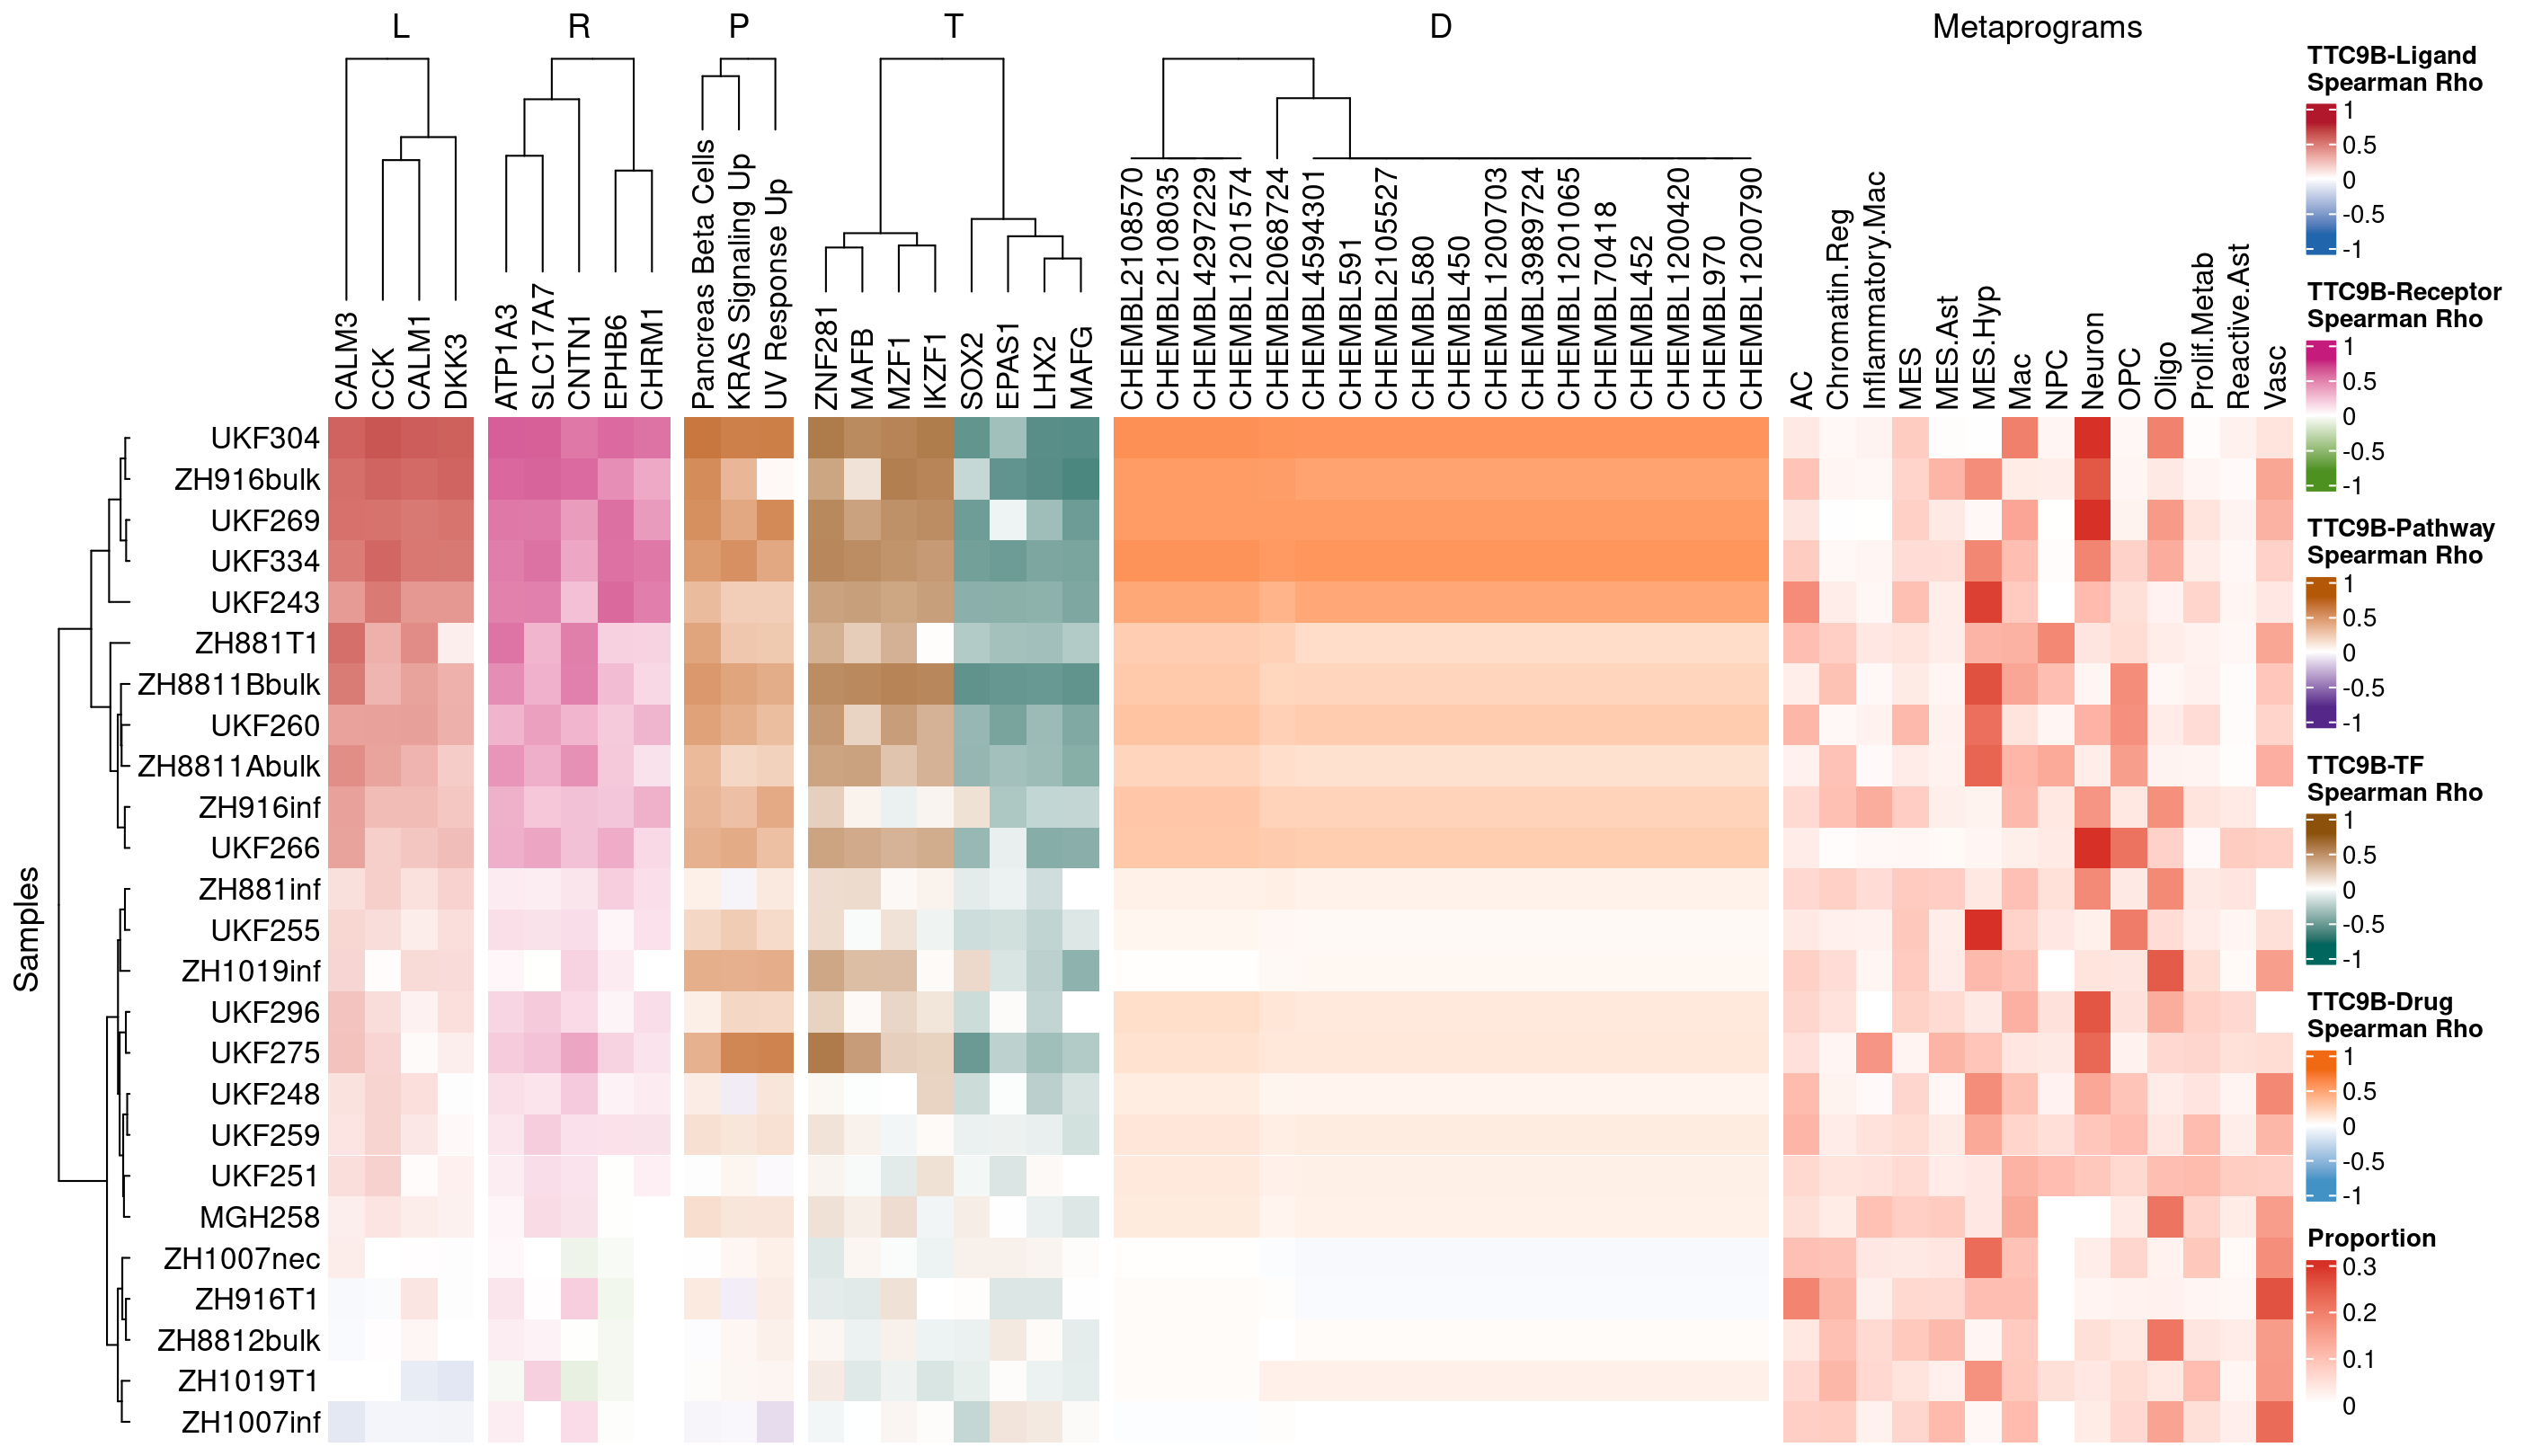 L
R
P
T
D
Metaprograms
CALM3
CCK
CALM1
DKK3
ATP1A3
SLC17A7
CNTN1
EPHB6
CHRM1
Pancreas Beta Cells
KRAS Signaling Up
UV Response Up
ZNF281
MAFB
MZF1
IKZF1
SOX2
EPAS1
LHX2
MAFG
CHEMBL2108570
CHEMBL2108035
CHEMBL4297229
CHEMBL1201574
CHEMBL2068724
CHEMBL4594301
CHEMBL591
CHEMBL2105527
CHEMBL580
CHEMBL450
CHEMBL1200703
CHEMBL3989724
CHEMBL1201065
CHEMBL70418
CHEMBL452
CHEMBL1200420
CHEMBL970
CHEMBL1200790
AC
Chromatin.Reg
Inflammatory.Mac
MES
MES.Ast
MES.Hyp
Mac
NPC
Neuron
OPC
Oligo
Prolif.Metab
Reactive.Ast
Vasc
Samples
UKF304
ZH916bulk
UKF269
UKF334
UKF243
ZH881T1
ZH8811Bbulk
UKF260
ZH8811Abulk
ZH916inf
UKF266
ZH881inf
UKF255
ZH1019inf
UKF296
UKF275
UKF248
UKF259
UKF251
MGH258
ZH1007nec
ZH916T1
ZH8812bulk
ZH1019T1
ZH1007inf
TTC9B-Ligand
Spearman Rho
1
0.5
0
-0.5
-1
TTC9B-Receptor
Spearman Rho
1
0.5
0
-0.5
-1
TTC9B-Pathway
Spearman Rho
1
0.5
0
-0.5
-1
TTC9B-TF
Spearman Rho
1
0.5
0
-0.5
-1
TTC9B-Drug
Spearman Rho
1
0.5
0
-0.5
-1
Proportion
0.3
0.2
0.1
0